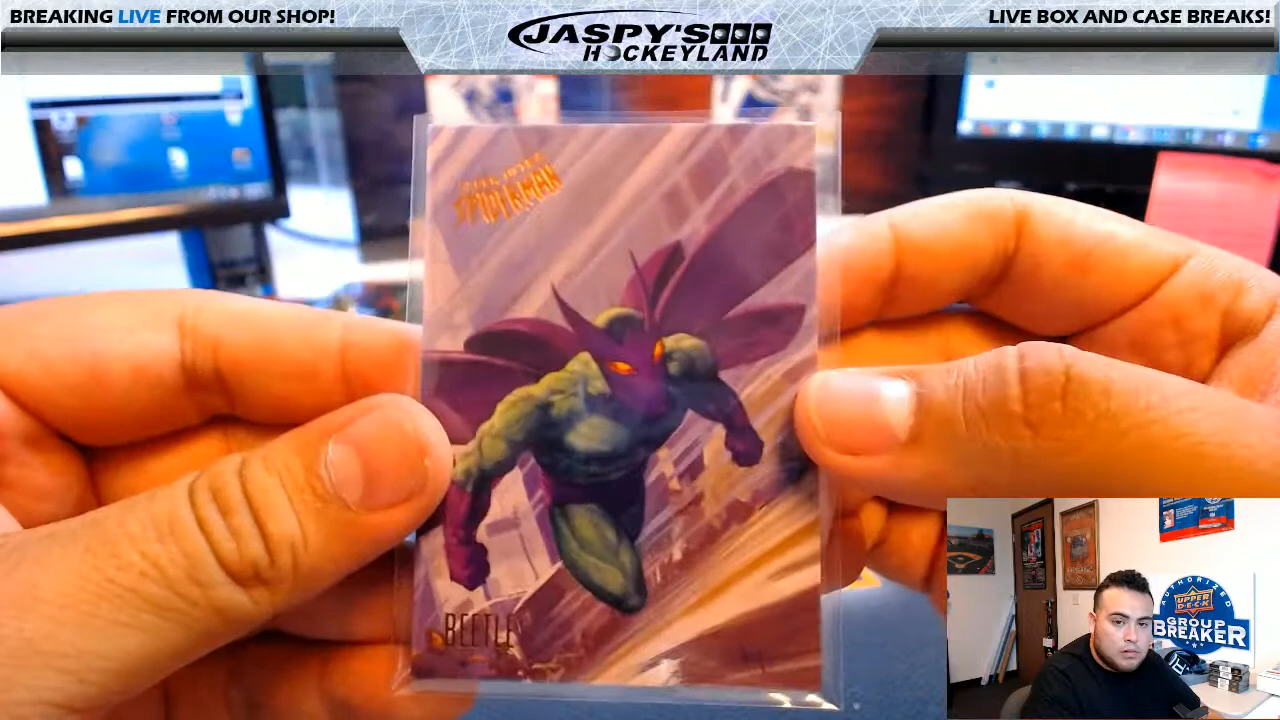 BREAKING LIVE FROM OUR SHOP!
JASPY'S
HOCKEYLAND
LIVE BOX AND CASE BREAKS!
SPIDER-MAN
BEETLE
AUTHORIZED
UPPER DECK
GROUP
BREAKER